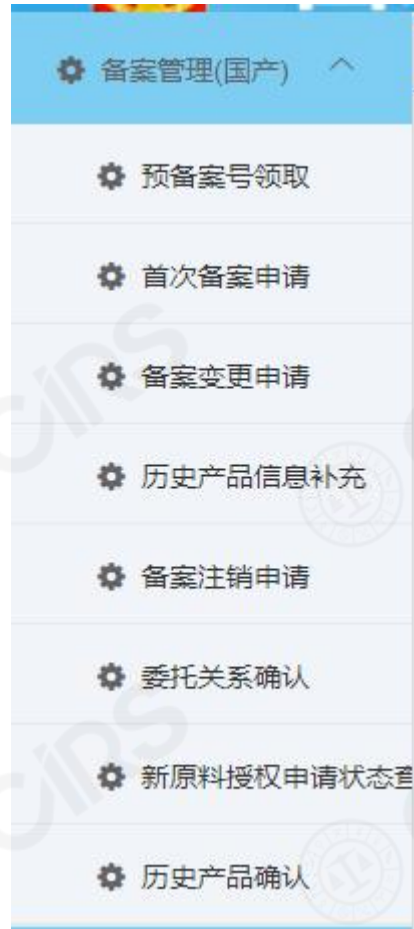 备案管理(国产)
预备案号领取
首次备案申请
备案变更申请
历史产品信息补充
备案注销申请
委托关系确认
新原料授权申请状态查
历史产品确认
CIRS
CIRS